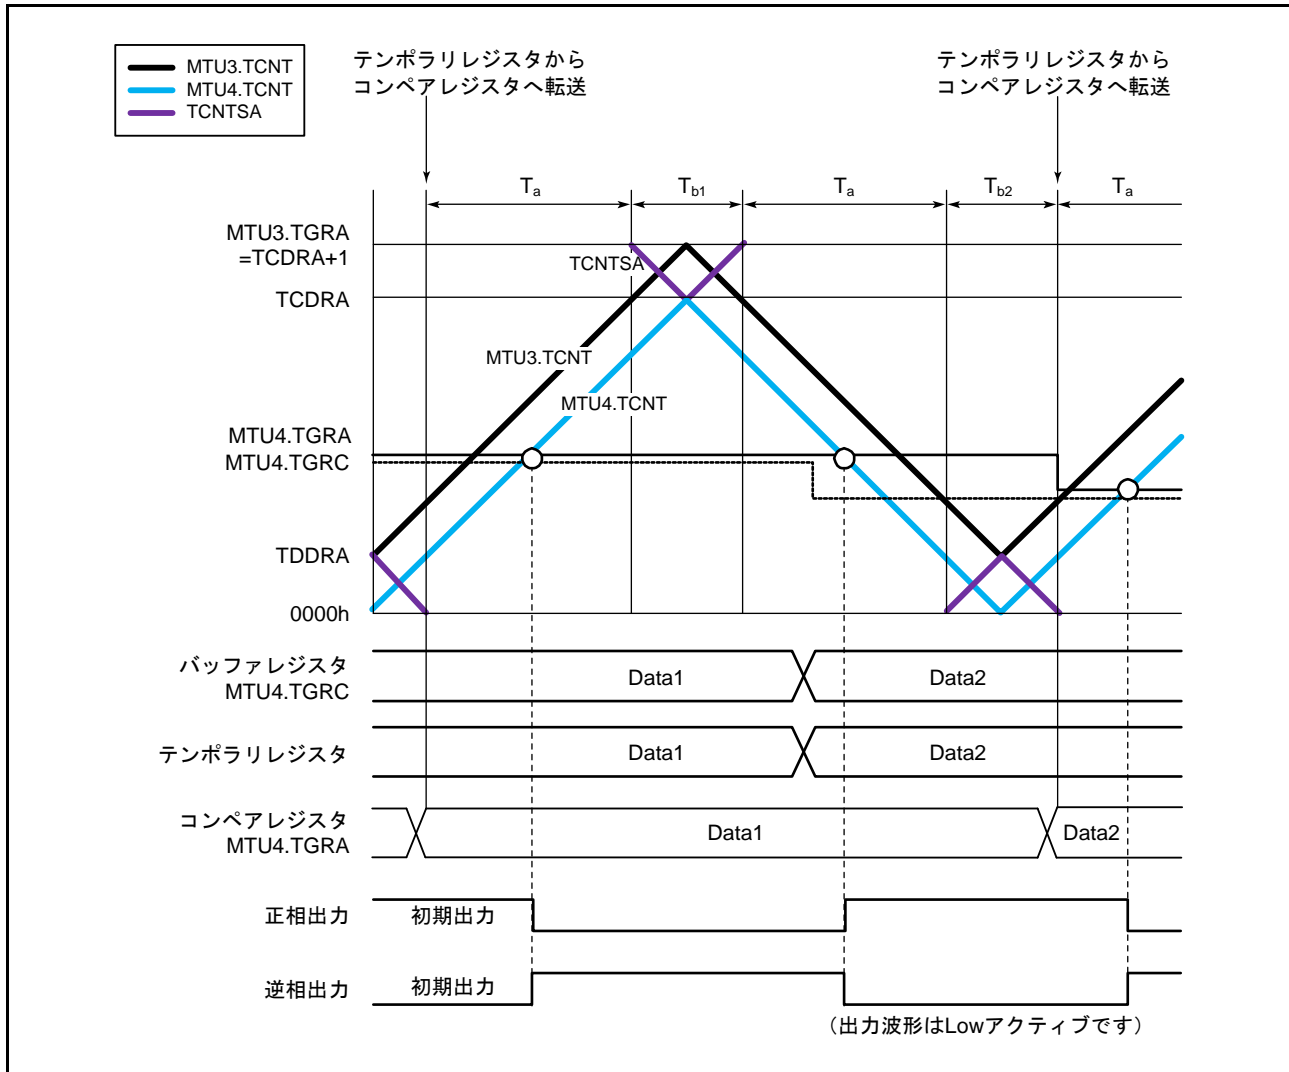 MTU3.TCNT
MTU4.TCNT
TCNTSA
テンポラリレジスタから
コンペアレジスタへ転送
テンポラリレジスタから
コンペアレジスタへ転送
Ta
Tb1
Ta
Tb2
Ta
MTU3.TGRA
=TCDRA+1
TCNTSA
TCDRA
MTU3.TCNT
MTU4.TCNT
MTU4.TGRA
MTU4.TGRC
TDDRA
0000h
バッファレジスタ
MTU4.TGRC
Data1
Data2
テンポラリレジスタ
Data1
Data2
コンペアレジスタ
MTU4.TGRA
Data1
Data2
正相出力
初期出力
逆相出力
初期出力
（出力波形はLowアクティブです）